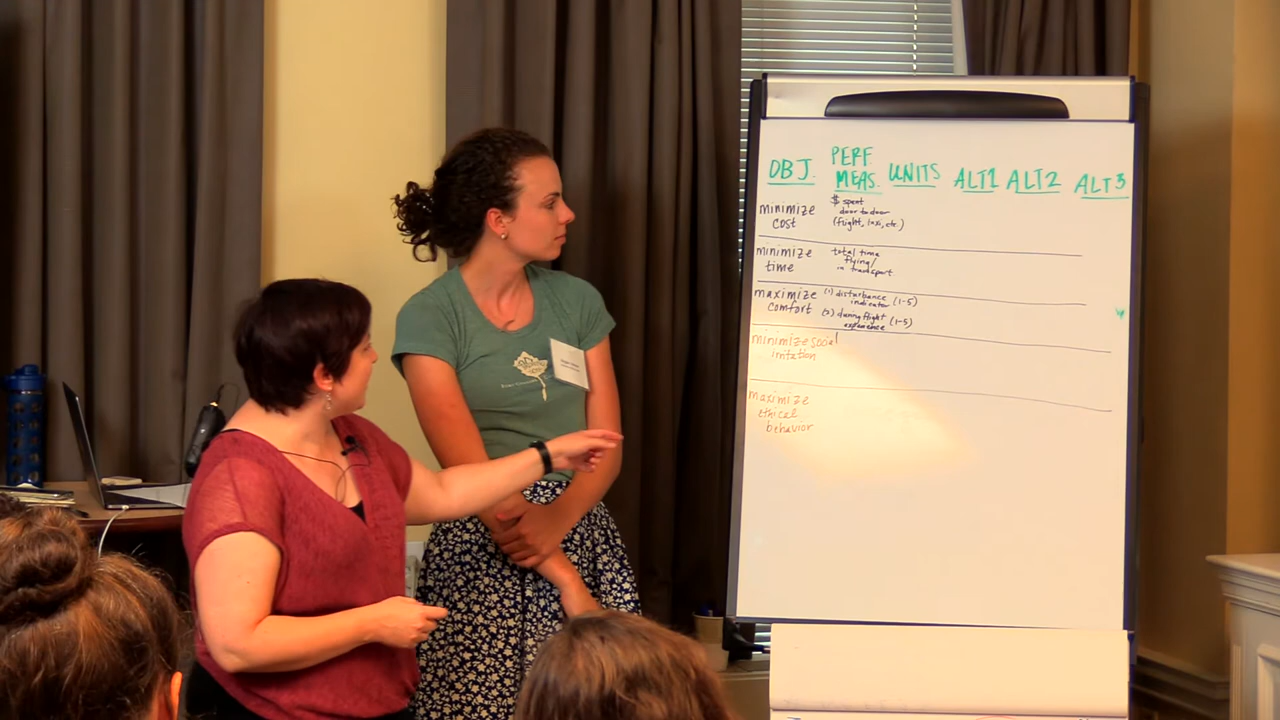 OBJ. PERF. MEAS. UNITS ALT1 ALT2 ALT3
minimize cost
$ spent
door to door
(flight, taxi, etc.)
minimize time
total time
flying/
in transport
maximize comfort
(1) disturbance
indicator (1-5)
(2) during flight
experience (1-5)
minimize social
irritation
maximize
ethical
behavior